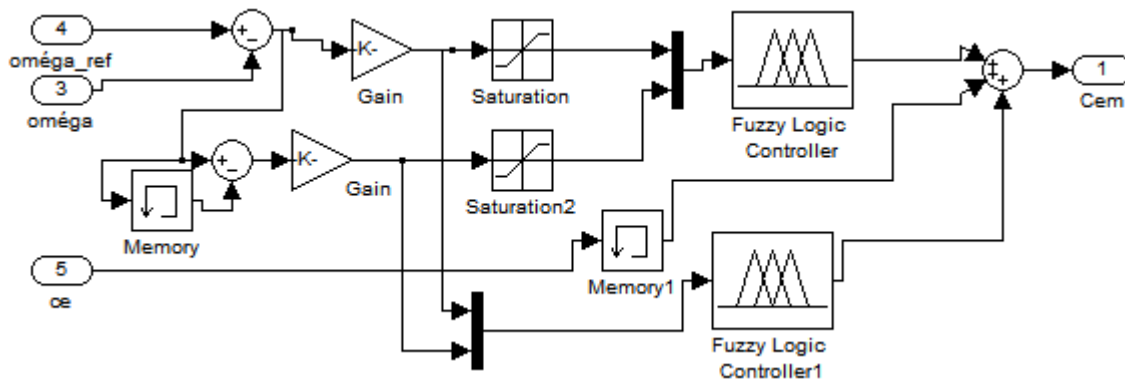 4
oméga_ref
3
oméga
+
−
K-
Gain
Saturation
Fuzzy Logic
Controller
+
+
+
1
Cem
+
−
K-
Gain
Saturation2
Memory
5
ce
Memory1
Fuzzy Logic
Controller1